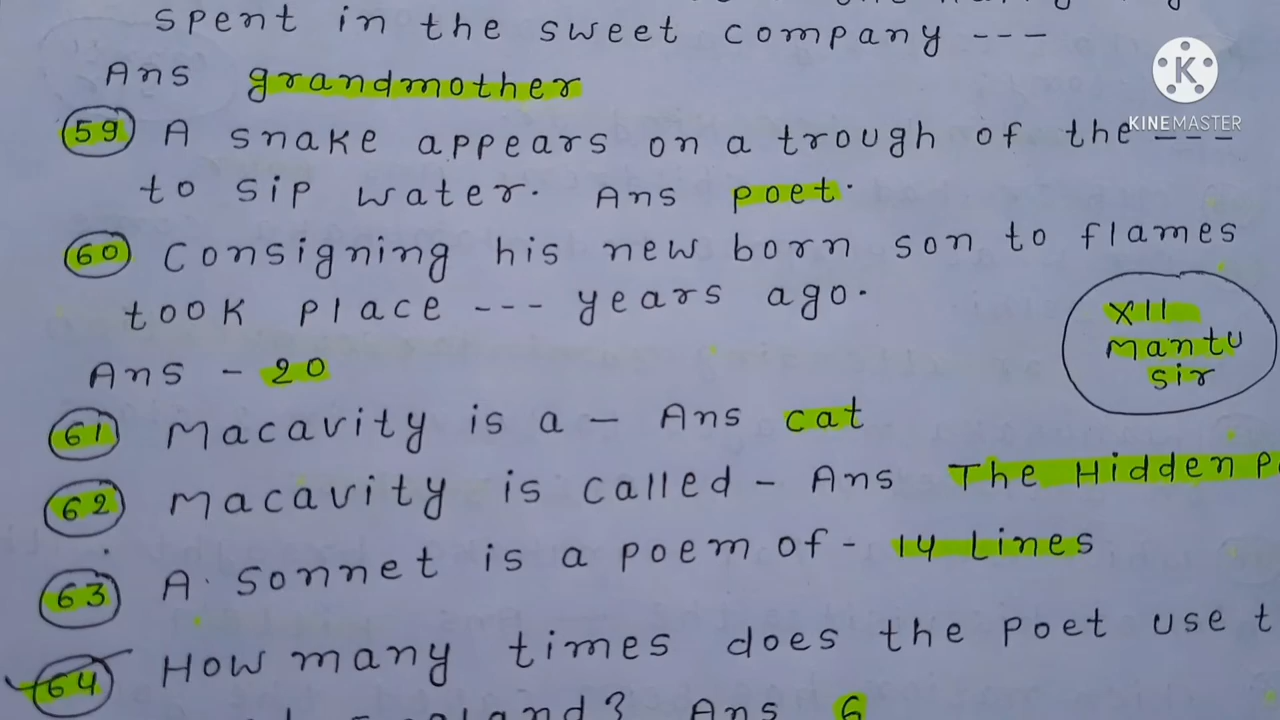 spent in the sweet company ---
Ans grandmother
K
KINEMASTER
59 A snake appears on a trough of the ---
to sip water. Ans poet.
60 Consigning his new born son to flames
took place --- years ago.
Ans - 20
XII
Mantu
sir
61 Macavity is a - Ans cat
62 Macavity is called - Ans The Hidden P
63 A sonnet is a poem of - 14 Lines
64 How many times does the poet use t
Ans 6